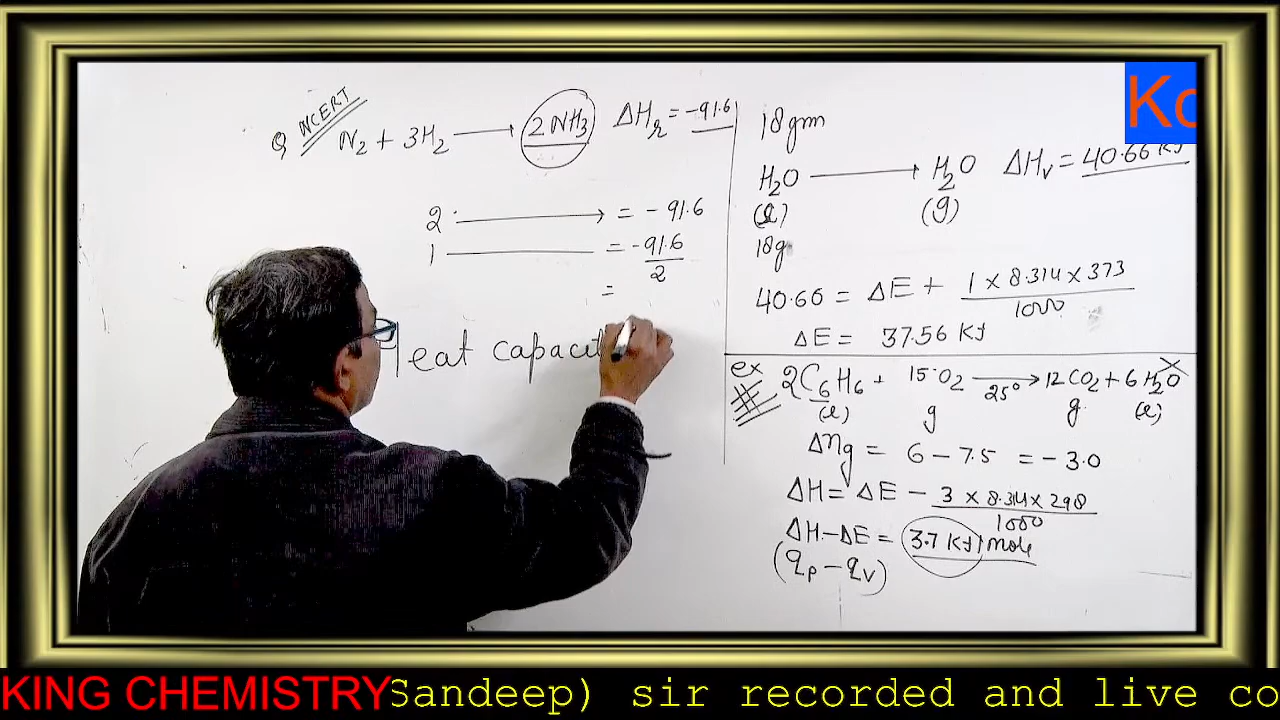 Q NCERT
N2 + 3H2 → 2NH3 ΔHr = -91.6
2 → = -91.6
1 = -91.6/2
=
eat capacit
18gm
H2O → H2O ΔHv = 40.66 KJ
(l) (g)
18g
40.66 = ΔE + 1 × 8.314 × 373/1000
ΔE = 37.56 KJ
ex 2C6H6 + 15O2 → 25° 12CO2 + 6H2O
(l) g g (l)
Δng = 6 - 7.5 = -3.0
ΔH = ΔE - 3 × 8.314 × 298/1000
ΔH - ΔE = 3.7 KJ/mole
(qp - qv)
KING CHEMISTRY Sandeep) sir recorded and live co